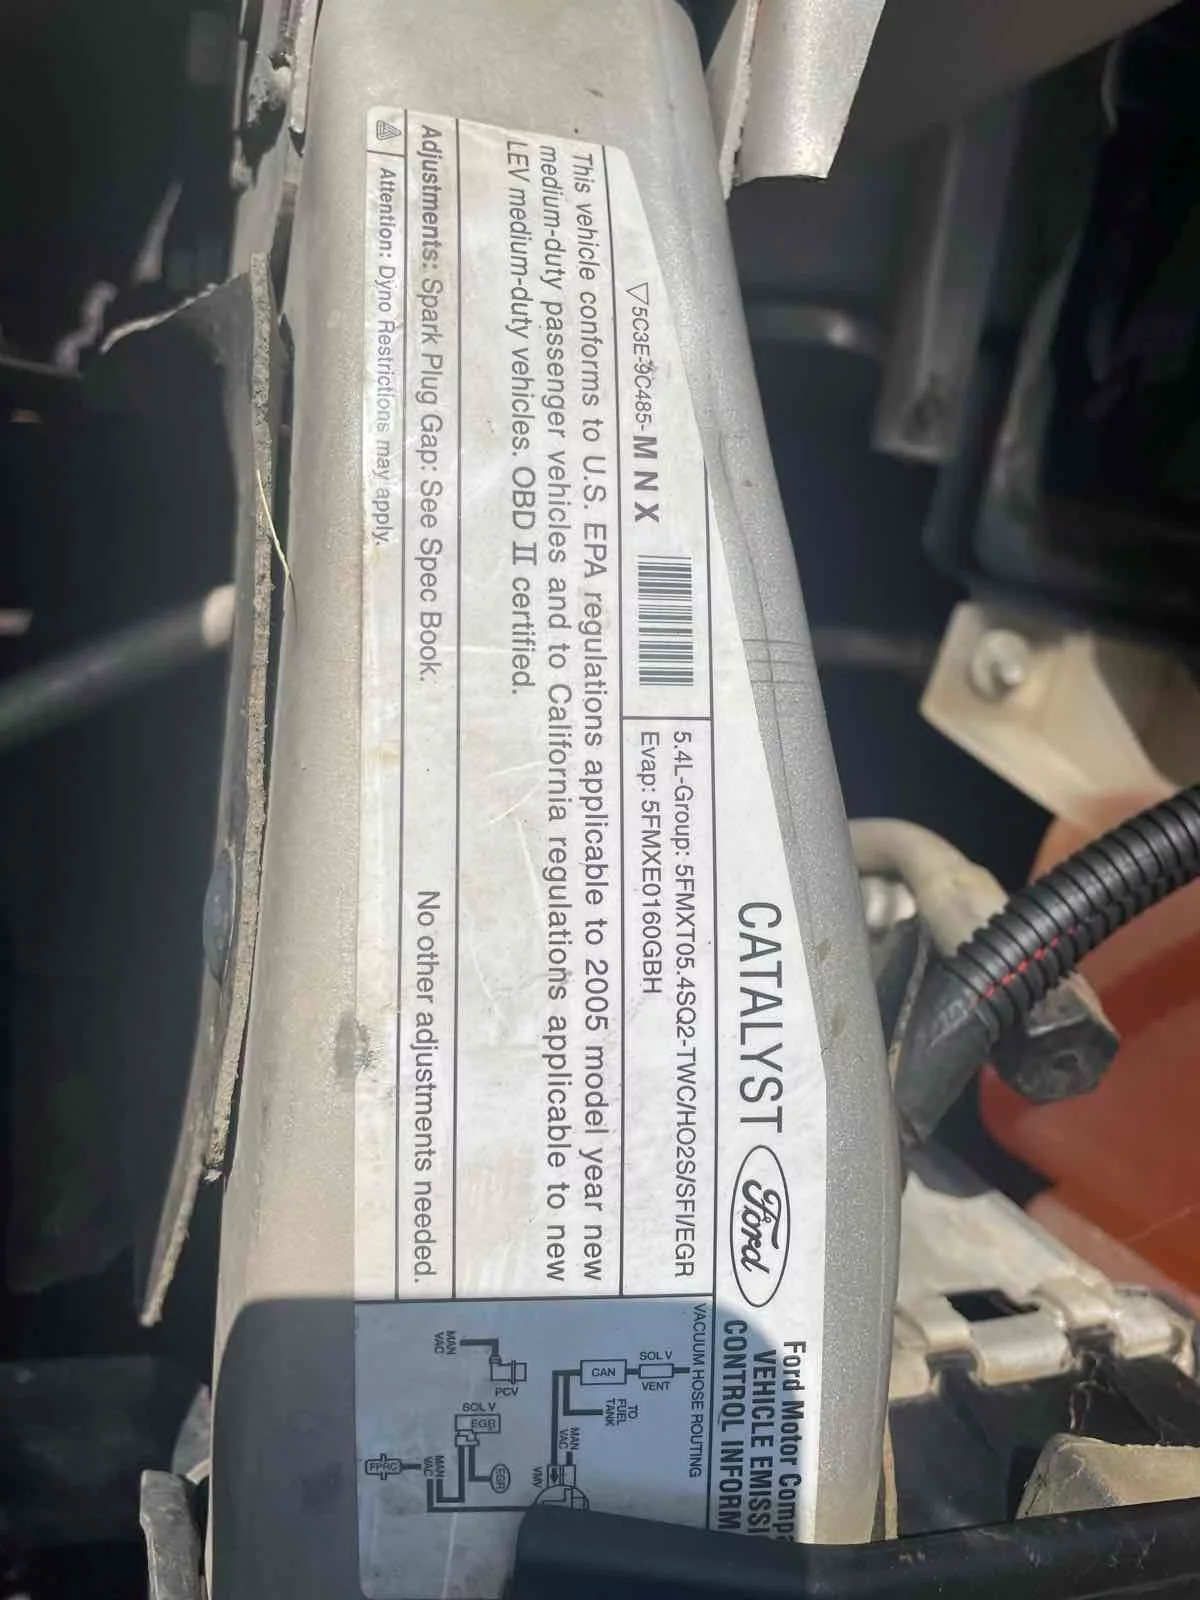 CATALYST
Ford
Ford Motor
VEHICLE
CONTROL
▽5C3E-9C485-M N X
5.4L-Group: 5FMXT05.4SQ2-TWC/HO2S/SFI/EGR
Evap: 5FMXE0160GBH
This vehicle conforms to U.S. EPA regulations applicable to 2005 model year new
medium-duty passenger vehicles and to California regulations applicable to new
LEV medium-duty vehicles. OBD II certified.
Adjustments: Spark Plug Gap: See Spec Book. No other adjustments needed.
Attention: Dyno Restrictions may apply.
VACUUM HOSE ROUTING
SOL V
VENT
CAN
TO
FUEL
TANK
MAN
VAC
VMV
PCV
MAN
VAC
SOL V
EGR
EGR
MAN
VAC
FPRC